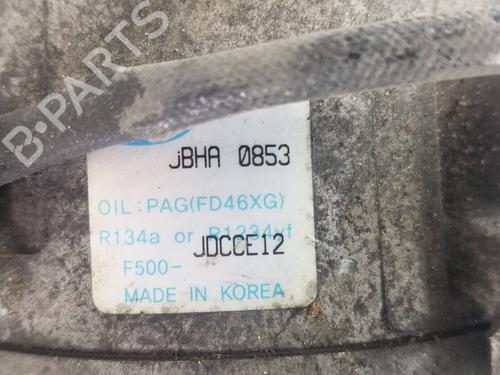 B-PARTS
JBHA 0853
OIL : PAG(FD46XG)
R134a or R1234yf
JDCCE12
F500-
MADE IN KOREA